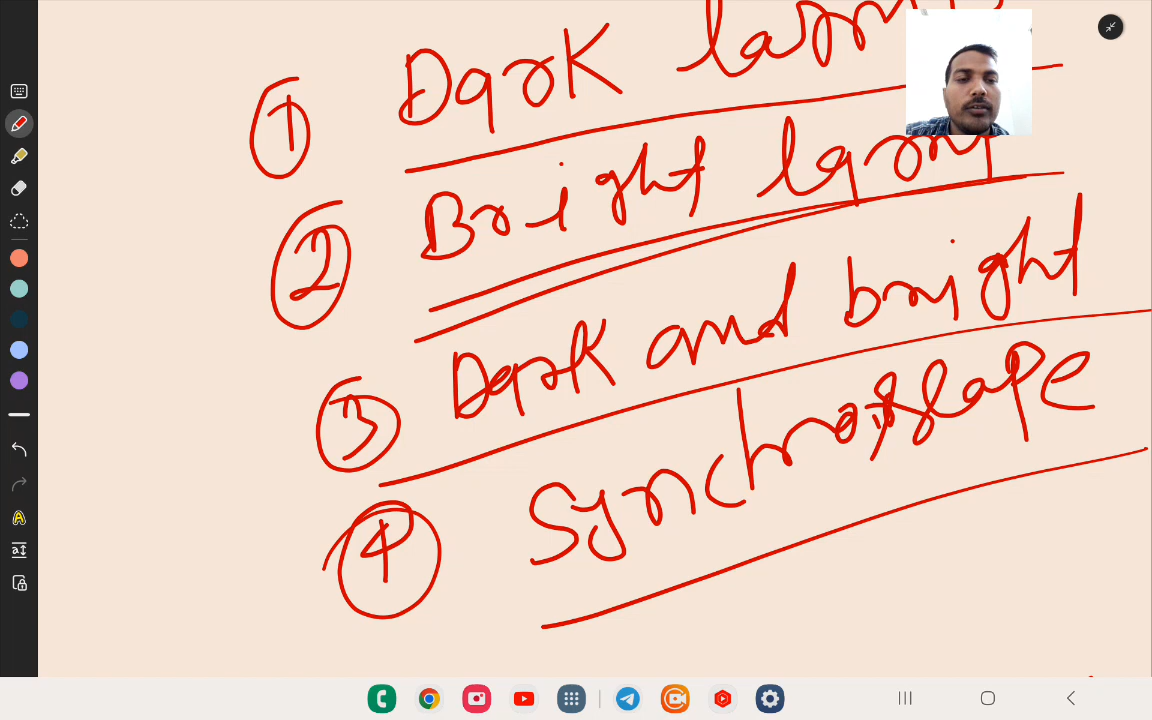 ① Dark lamp
② Bright lamp
③ Dark and bright
④ Synchroscope